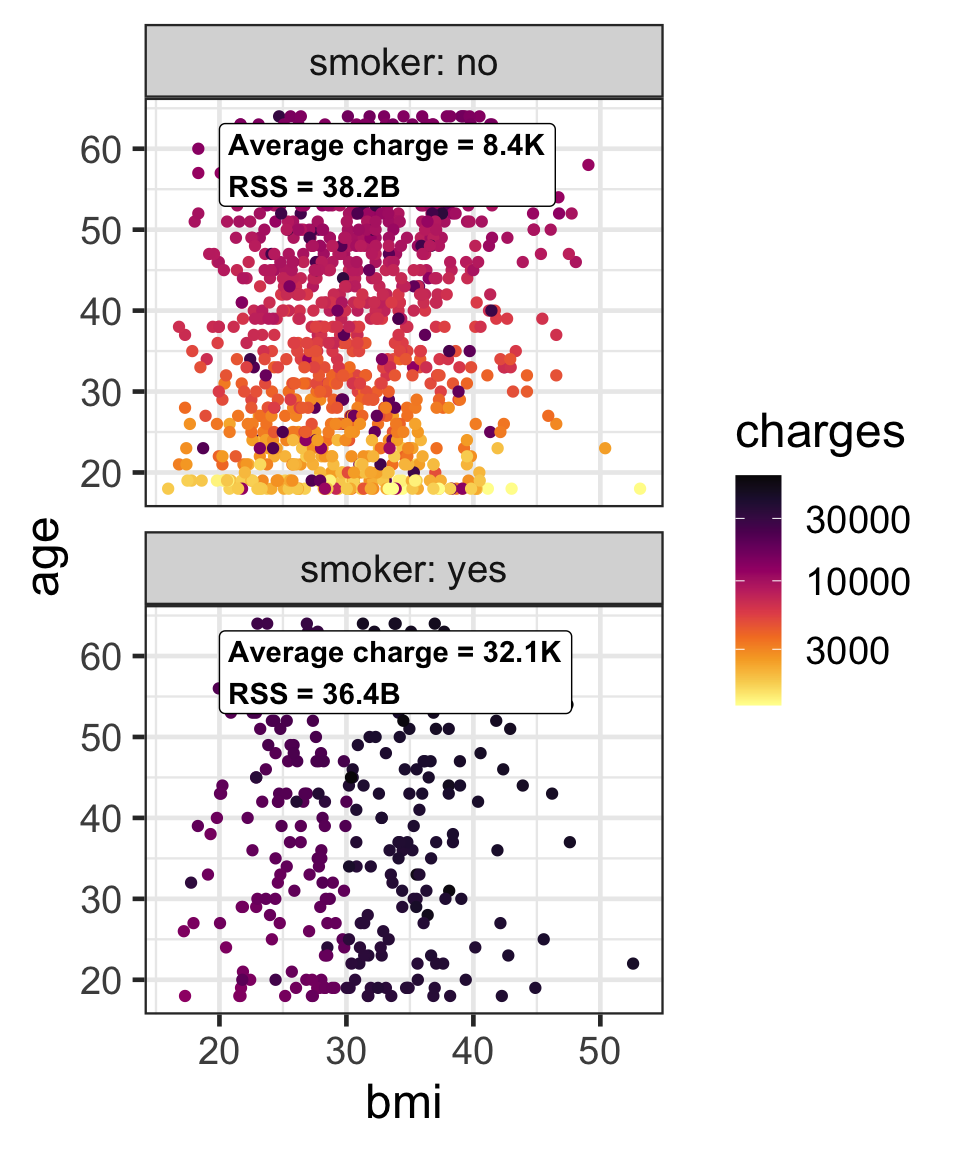 smoker: no
Average charge = 8.4K
RSS = 38.2B
60
50
40
30
20
smoker: yes
Average charge = 32.1K
RSS = 36.4B
60
50
40
30
20
20 30 40 50
bmi
age
charges
30000
10000
3000